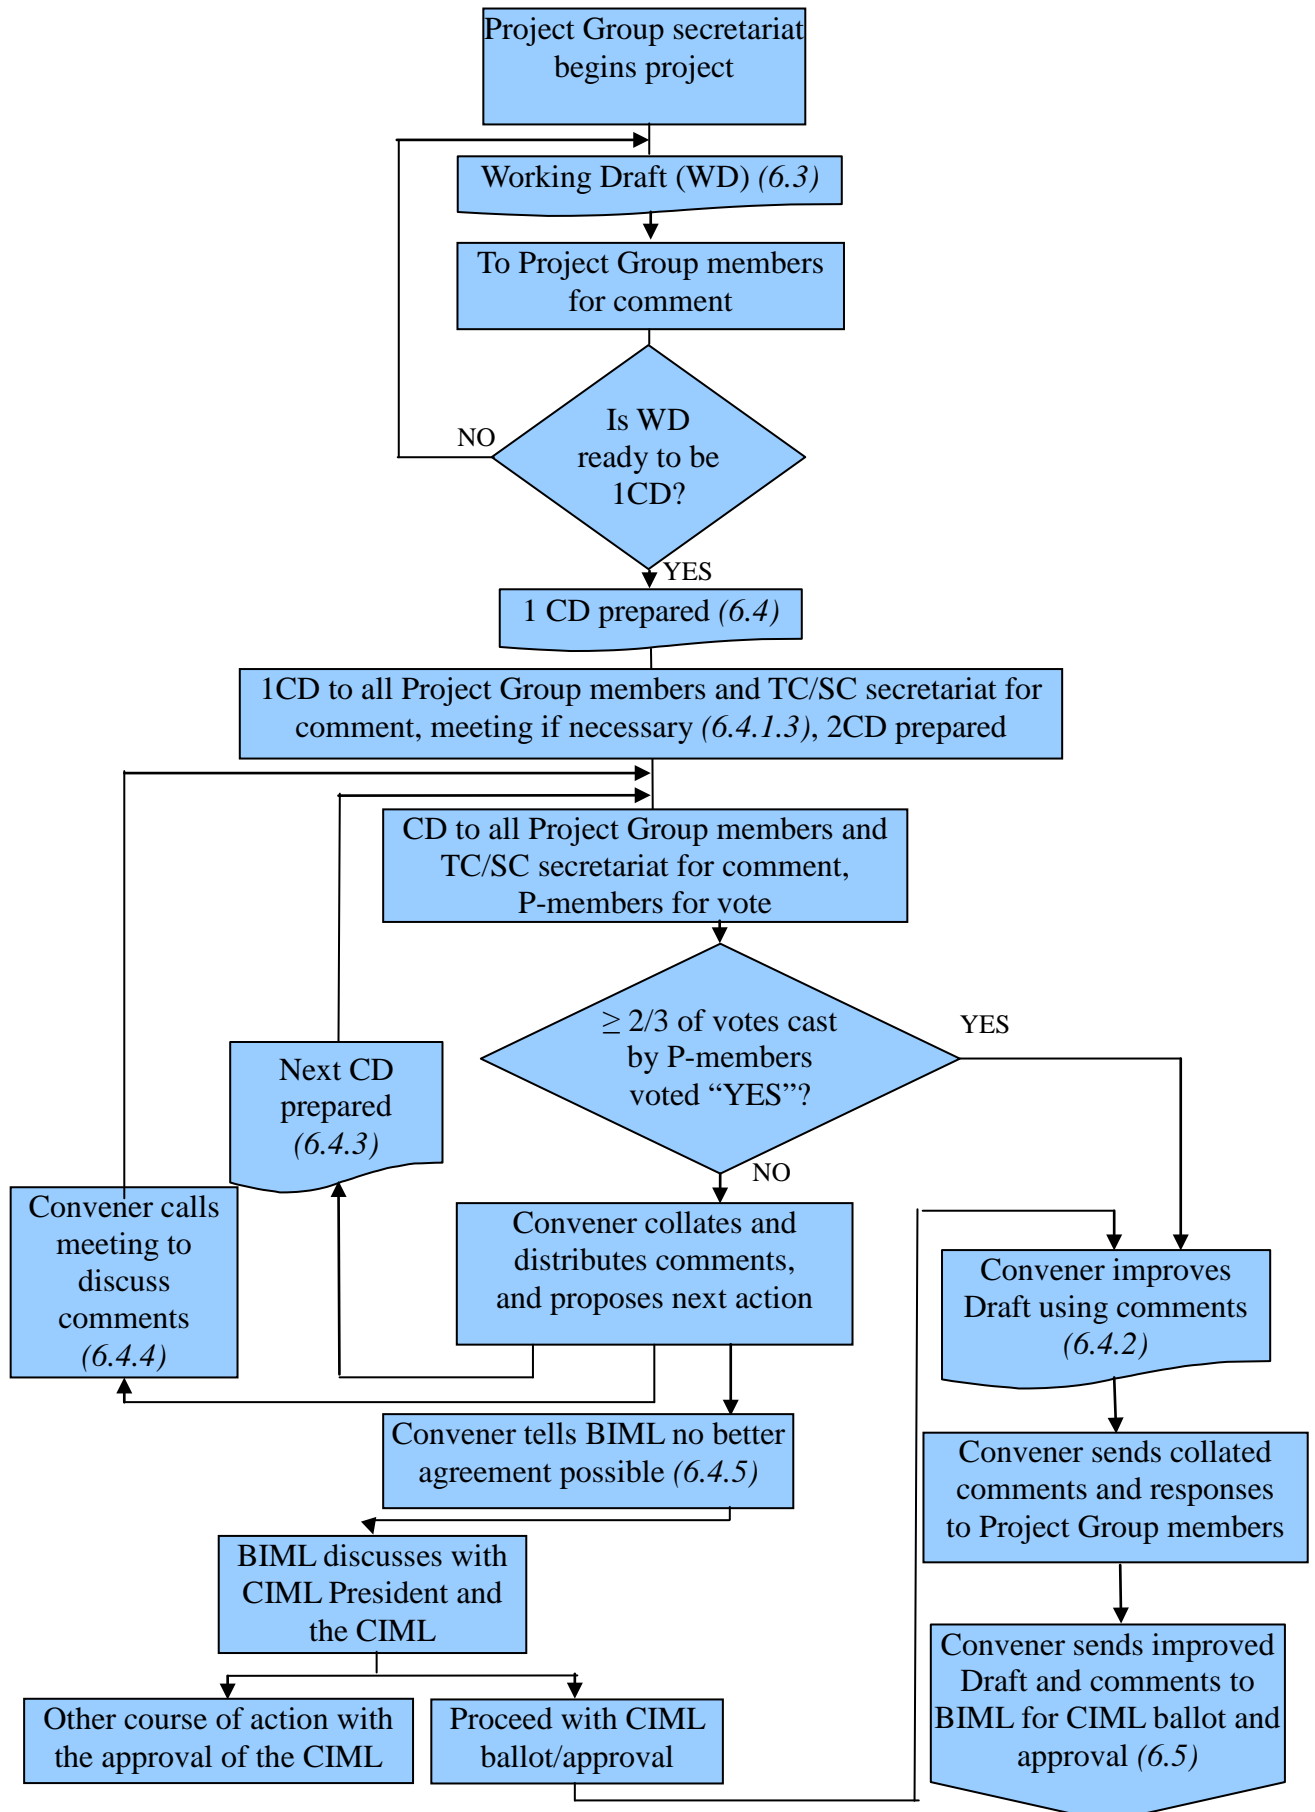 Project Group secretariat
begins project
Working Draft (WD) (6.3)
To Project Group members
for comment
Is WD
ready to be
1CD?
NO
YES
1 CD prepared (6.4)
1CD to all Project Group members and TC/SC secretariat for
comment, meeting if necessary (6.4.1.3), 2CD prepared
CD to all Project Group members and
TC/SC secretariat for comment,
P-members for vote
≥ 2/3 of votes cast
by P-members
voted “YES”?
YES
NO
Next CD
prepared
(6.4.3)
Convener calls
meeting to
discuss
comments
(6.4.4)
Convener collates and
distributes comments,
and proposes next action
Convener improves
Draft using comments
(6.4.2)
Convener tells BIML no better
agreement possible (6.4.5)
Convener sends collated
comments and responses
to Project Group members
BIML discusses with
CIML President and
the CIML
Other course of action with
the approval of the CIML
Proceed with CIML
ballot/approval
Convener sends improved
Draft and comments to
BIML for CIML ballot and
approval (6.5)